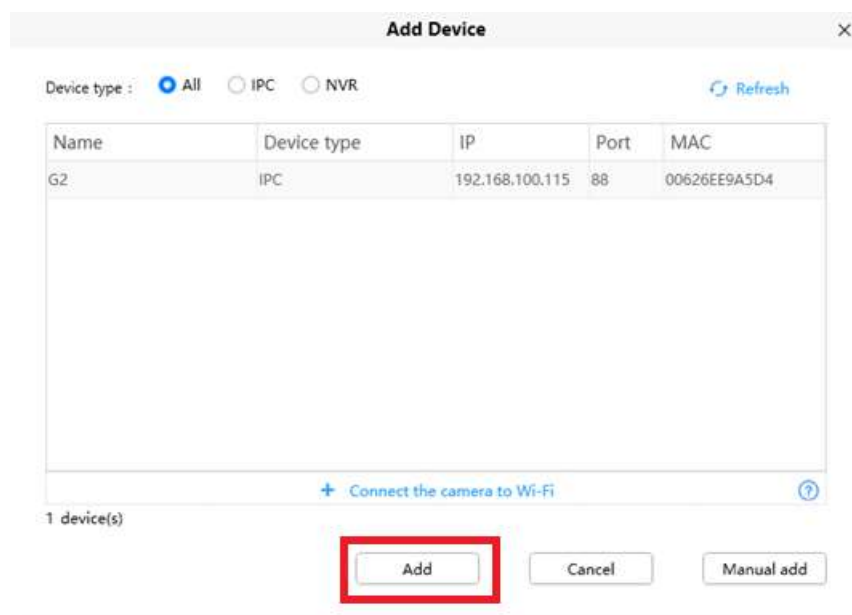 Add Device
Device type : All IPC NVR Refresh
Name Device type IP Port MAC
G2 IPC 192.168.100.115 88 00626EE9A5D4
+ Connect the camera to Wi-Fi ?
1 device(s)
Add Cancel Manual add